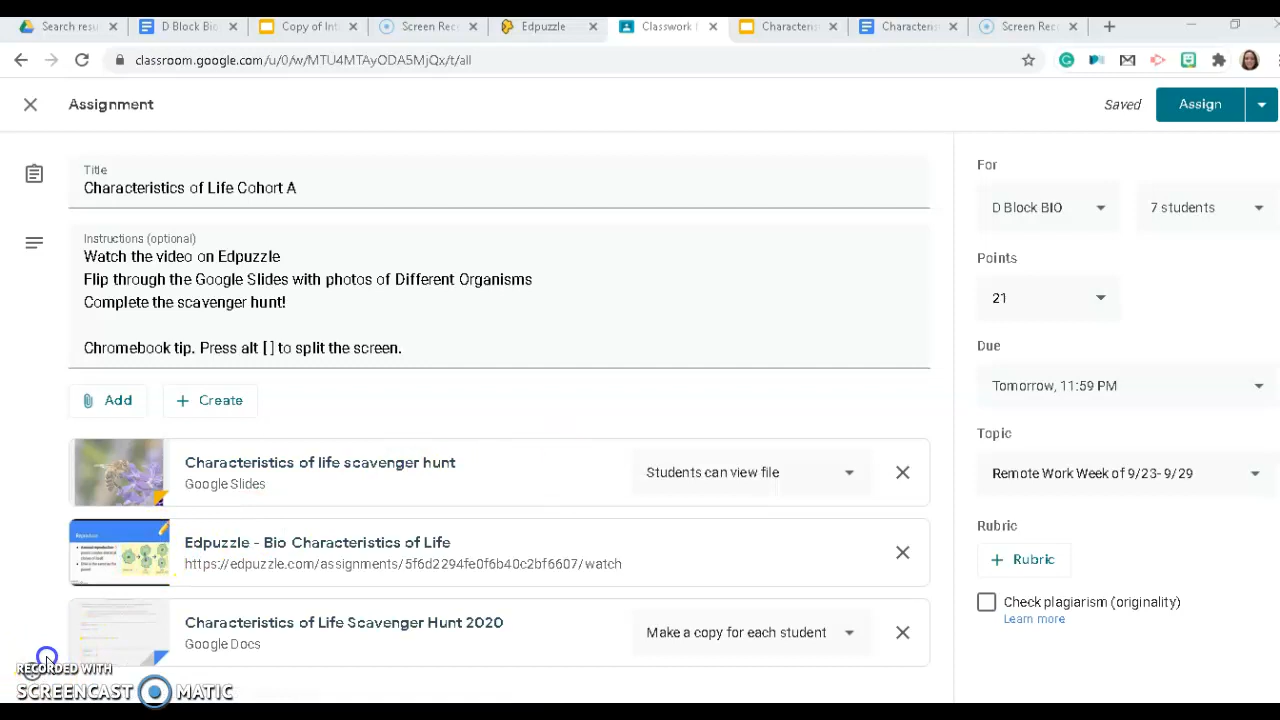 Search resu
D Block Bio
Copy of Int
Screen Rec
Edpuzzle
Classwork f
Characteris
Characteris
Screen Rec
classroom.google.com/u/0/w/MTU4MTAyODA5MjQx/t/all
Assignment
Saved
Assign
Title
Characteristics of Life Cohort A
Instructions (optional)
Watch the video on Edpuzzle
Flip through the Google Slides with photos of Different Organisms
Complete the scavenger hunt!
Chromebook tip. Press alt [ ] to split the screen.
Add
Create
Characteristics of life scavenger hunt
Google Slides
Students can view file
Reproduce
Edpuzzle - Bio Characteristics of Life
https://edpuzzle.com/assignments/5f6d2294fe0f6b40c2bf6607/watch
Characteristics of Life Scavenger Hunt 2020
Google Docs
Make a copy for each student
For
D Block BIO
7 students
Points
21
Due
Tomorrow, 11:59 PM
Topic
Remote Work Week of 9/23- 9/29
Rubric
Rubric
Check plagiarism (originality)
Learn more
RECORDED WITH
SCREENCAST MATIC